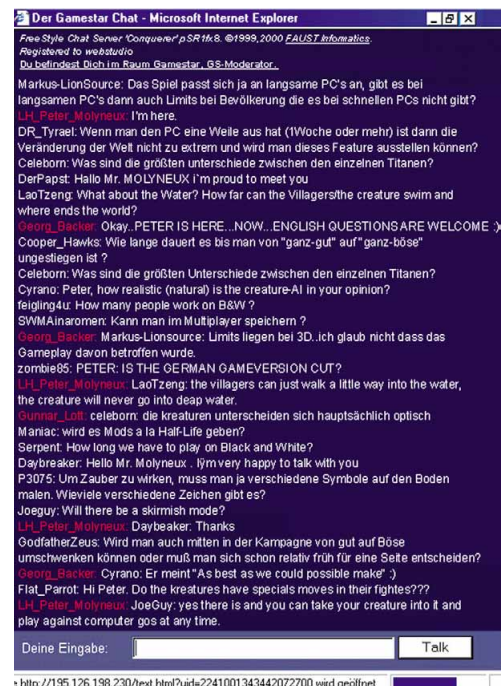 Der Gamestar Chat - Microsoft Internet Explorer
Free Style Chat Server 'Conquerer' pSR1fx8. ©1999,2000 FAUST Informatics.
Registered to webstudio
Du befindest Dich im Raum Gamestar, GS-Moderator.
Markus-LionSource: Das Spiel passt sich ja an langsame PC's an, gibt es bei
langsamen PC's dann auch Limits bei Bevölkerung die es bei schnellen PCs nicht gibt?
LH_Peter_Molyneux: I'm here.
DR_Tyrael: Wenn man den PC eine Weile aus hat (1Woche oder mehr) ist dann die
Veränderung der Welt nicht zu extrem und wird man dieses Feature ausstellen können?
Celeborn: Was sind die größten unterschiede zwischen den einzelnen Titanen?
DerPapst: Hallo Mr. MOLYNEUX i`m proud to meet you
LaoTzeng: What about the Water? How far can the Villagers/the creature swim and
where ends the world?
Georg_Backer: Okay..PETER IS HERE...NOW...ENGLISH QUESTIONS ARE WELCOME :)
Cooper_Hawks: Wie lange dauert es bis man von "ganz-gut" auf "ganz-böse"
ungestiegen ist ?
Celeborn: Was sind die größten Unterschiede zwischen den einzelnen Titanen?
Cyrano: Peter, how realistic (natural) is the creature-AI in your opinion?
feigling4u: How many people work on B&W ?
SWMAinaromen: Kann man im Multiplayer speichern ?
Georg_Backer: Markus-Lionsource: Limits liegen bei 3D..ich glaub nicht dass das
Gameplay davon betroffen wurde.
zombie85: PETER: IS THE GERMAN GAMEVERSION CUT?
LH_Peter_Molyneux: LaoTzeng: the villagers can just walk a little way into the water,
the creature will never go into deap water.
Gunnar_Lott: celeborn: die kreaturen unterscheiden sich hauptsächlich optisch
Maniac: wird es Mods a la Half-Life geben?
Serpent: How long we have to play on Black and White?
Daybreaker: Hello Mr. Molyneux . Iÿm very happy to talk with you
P3075: Um Zauber zu wirken, muss man ja verschiedene Symbole auf den Boden
malen. Wieviele verschiedene Zeichen gibt es?
Joeguy: Will there be a skirmish mode?
LH_Peter_Molyneux: Daybeaker: Thanks
GodfatherZeus: Wird man auch mitten in der Kampagne von gut auf Böse
umschwenken können oder muß man sich schon relativ früh für eine Seite entscheiden?
Georg_Backer: Cyrano: Er meint "As best as we could possible make" :)
Flat_Parrot: Hi Peter. Do the kreatures have specials moves in their fightes???
LH_Peter_Molyneux: JoeGuy: yes there is and you can take your creature into it and
play against computer gos at any time.
Deine Eingabe: Talk
http://195.126.198.230/text.html?uid=2241001343442072700 wird geöffnet